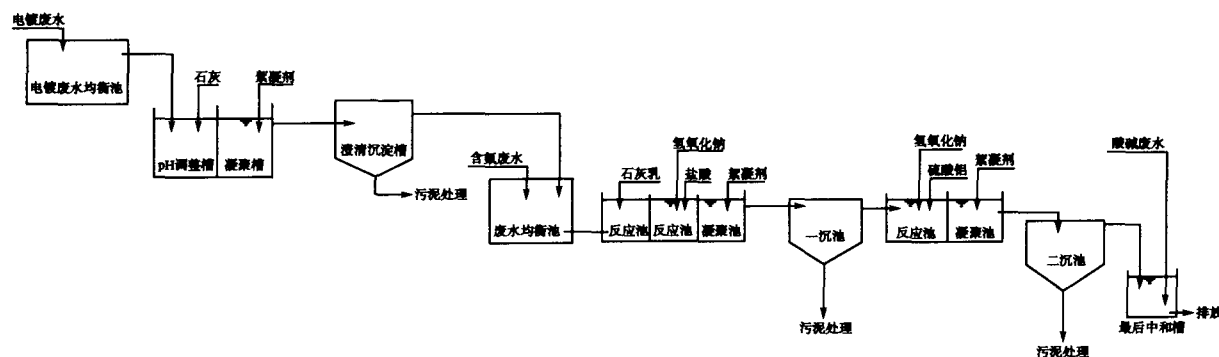 电镀废水
电镀废水均衡池
石灰
絮凝剂
pH调整槽
凝聚槽
澄清沉淀槽
污泥处理
含氟废水
废水均衡池
石灰乳
氢氧化钠
盐酸
絮凝剂
反应池
反应池
凝聚池
一沉池
污泥处理
氢氧化钠
硫酸铝
絮凝剂
反应池
凝聚池
二沉池
污泥处理
酸碱废水
最后中和槽
排放